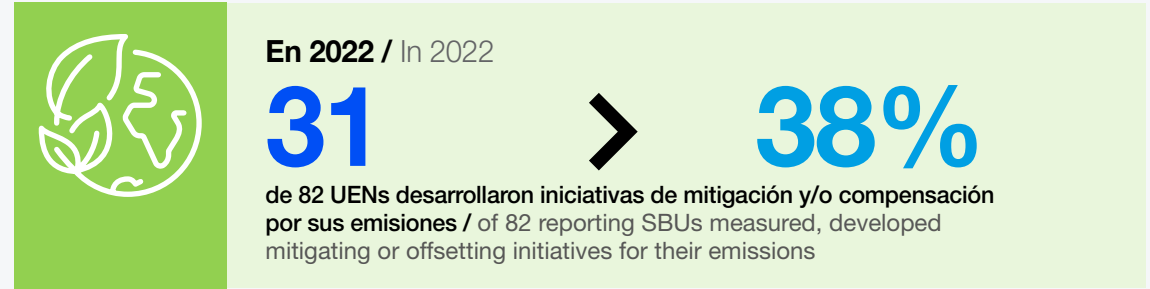 En 2022 / In 2022
31 > 38%
de 82 UENs desarrollaron iniciativas de mitigación y/o compensación
por sus emisiones / of 82 reporting SBUs measured, developed
mitigating or offsetting initiatives for their emissions